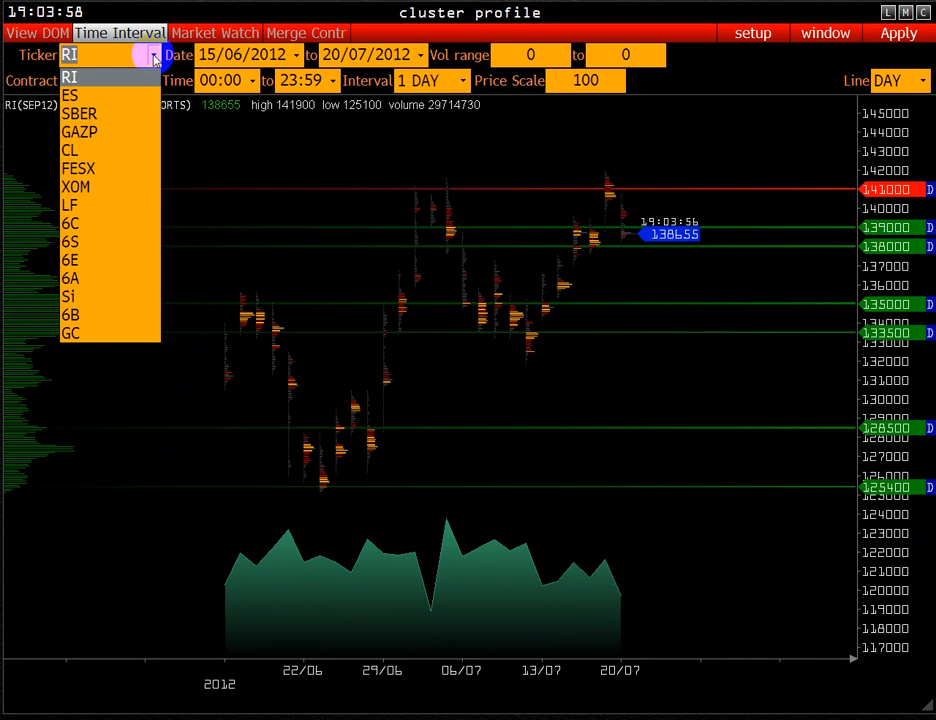 19:03:58
cluster profile
L M C
View DOM Time Interval Market Watch Merge Contr setup window Apply
Ticker RI Date 15/06/2012 to 20/07/2012 Vol range 0 to 0
Contract Time 00:00 to 23:59 Interval 1 DAY Price Scale 100 Line DAY
RI
ES
SBER
GAZP
CL
FESX
XOM
LF
6C
6S
6E
6A
Si
6B
GC
RI(SEP12) ORTS) 138655 high 141900 low 125100 volume 29714730
145000
144000
143000
142000
141000 D
140000
19:03:56
139000 D
138655
138000 D
137000
136000
135000 D
134000
133500 D
133000
132000
131000
130000
129000
128500 D
128000
127000
126000
125400 D
125000
124000
123000
122000
121000
120000
119000
118000
117000
22/06 29/06 06/07 13/07 20/07
2012